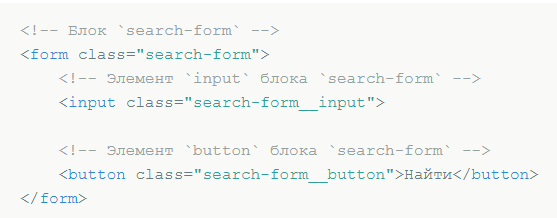 <!-- Блок `search-form` -->
<form class="search-form">
    <!-- Элемент `input` блока `search-form` -->
    <input class="search-form__input">

    <!-- Элемент `button` блока `search-form` -->
    <button class="search-form__button">Найти</button>
</form>